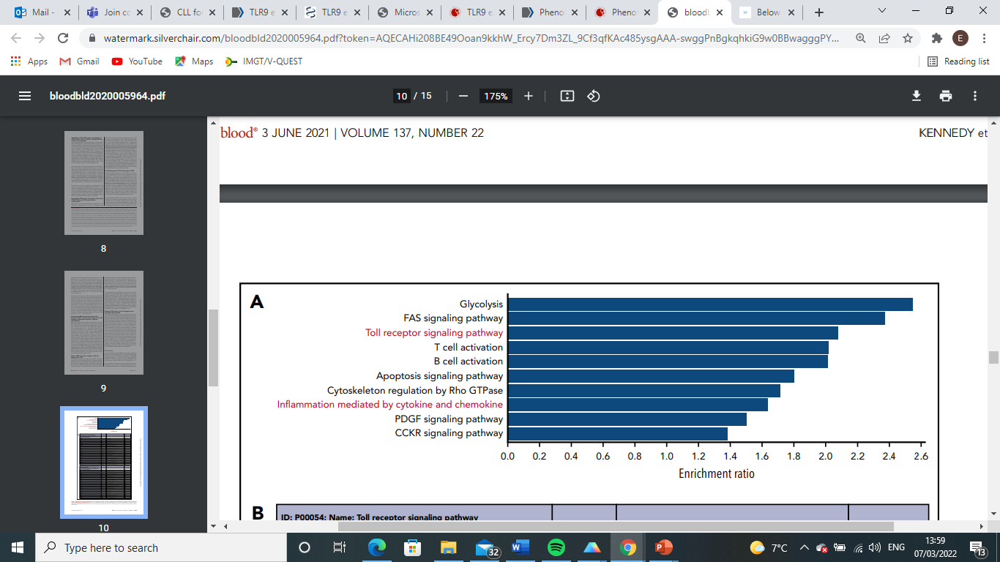 Mail -
Join cc
CLL fo
TLR9 e
TLR9 e
Micros
TLR9 e
Pheno
Pheno
bloodb
Below
watermark.silverchair.com/bloodbld2020005964.pdf?token=AQECAHi208BE49Ooan9kkhW_Ercy7Dm3ZL_9Cf3qfKAc485ysgAAA-swggPnBgkqhkiG9w0BBwagggPY...
E
Apps
Gmail
YouTube
Maps
IMGT/V-QUEST
Reading list
bloodbld2020005964.pdf
10 / 15
175%
8
9
10
blood® 3 JUNE 2021 | VOLUME 137, NUMBER 22
KENNEDY et
A
Glycolysis
FAS signaling pathway
Toll receptor signaling pathway
T cell activation
B cell activation
Apoptosis signaling pathway
Cytoskeleton regulation by Rho GTPase
Inflammation mediated by cytokine and chemokine
PDGF signaling pathway
CCKR signaling pathway
0.0 0.2 0.4 0.6 0.8 1.0 1.2 1.4 1.6 1.8 2.0 2.2 2.4 2.6
Enrichment ratio
B
ID: P00054; Name: Toll receptor signaling pathway
Type here to search
32
7°C
ENG
13:59
07/03/2022
13